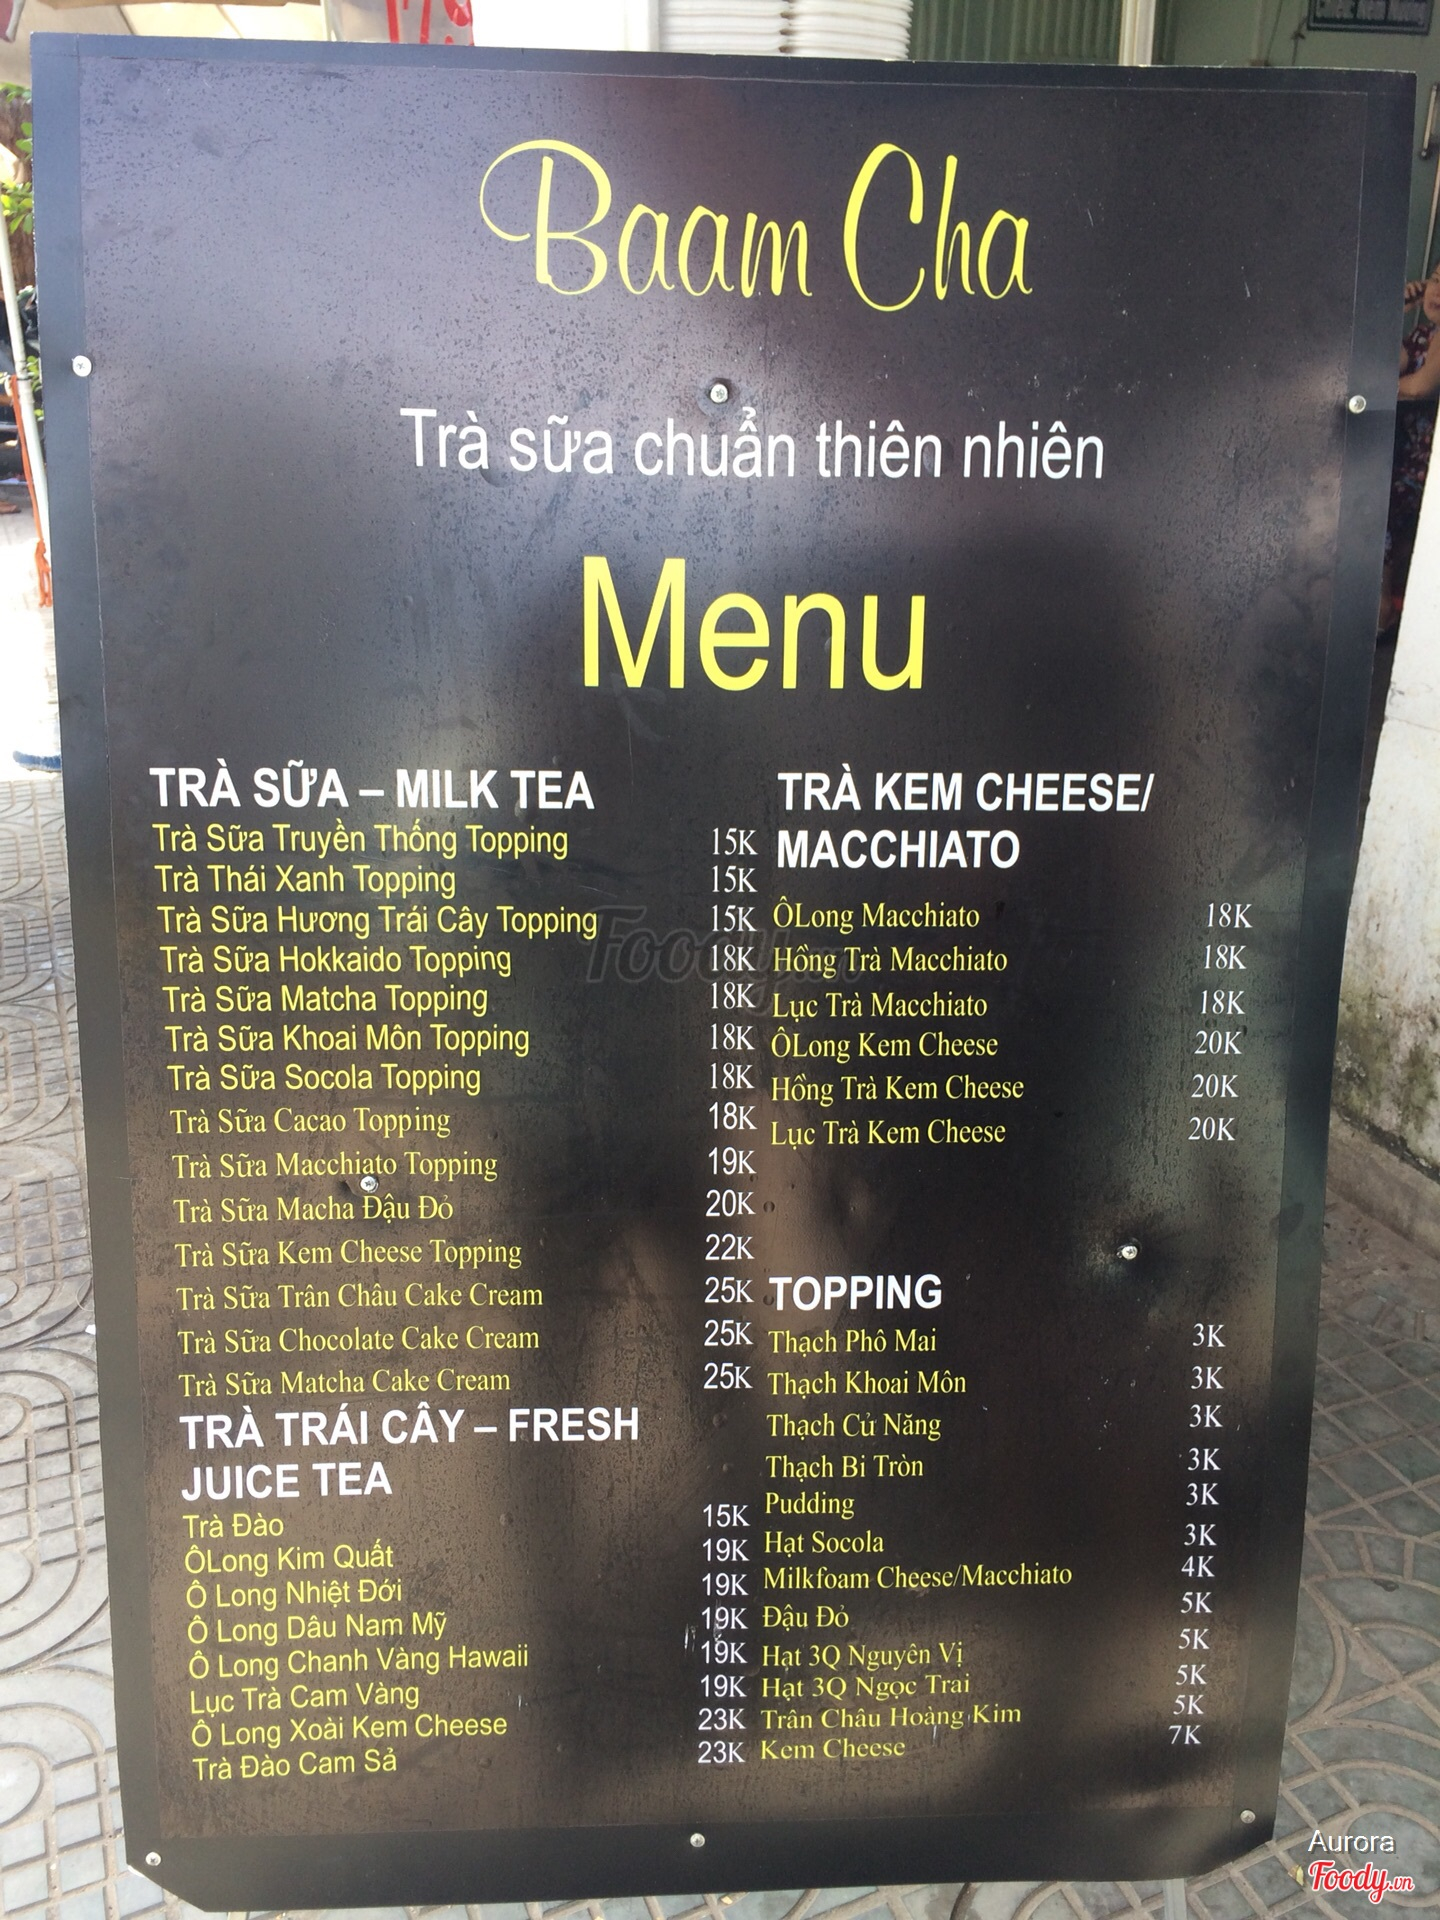 Baam Cha
Trà sữa chuẩn thiên nhiên
Menu
TRÀ SỮA – MILK TEA
Trà Sữa Truyền Thống Topping 15K
Trà Thái Xanh Topping 15K
Trà Sữa Hương Trái Cây Topping 15K
Trà Sữa Hokkaido Topping 18K
Trà Sữa Matcha Topping 18K
Trà Sữa Khoai Môn Topping 18K
Trà Sữa Socola Topping 18K
Trà Sữa Cacao Topping 18K
Trà Sữa Macchiato Topping 19K
Trà Sữa Macha Đậu Đỏ 20K
Trà Sữa Kem Cheese Topping 22K
Trà Sữa Trân Châu Cake Cream 25K
Trà Sữa Chocolate Cake Cream 25K
Trà Sữa Matcha Cake Cream 25K
TRÀ TRÁI CÂY – FRESH
JUICE TEA
Trà Đào 15K
ÔLong Kim Quất 19K
Ô Long Nhiệt Đới 19K
Ô Long Dâu Nam Mỹ 19K
Ô Long Chanh Vàng Hawaii 19K
Lục Trà Cam Vàng 19K
Ô Long Xoài Kem Cheese 23K
Trà Đào Cam Sả 23K
TRÀ KEM CHEESE/
MACCHIATO
ÔLong Macchiato 18K
Hồng Trà Macchiato 18K
Lục Trà Macchiato 18K
ÔLong Kem Cheese 20K
Hồng Trà Kem Cheese 20K
Lục Trà Kem Cheese 20K
TOPPING
Thạch Phô Mai 3K
Thạch Khoai Môn 3K
Thạch Củ Năng 3K
Thạch Bi Tròn 3K
Pudding 3K
Hạt Socola 3K
Milkfoam Cheese/Macchiato 4K
Đậu Đỏ 5K
Hạt 3Q Nguyên Vị 5K
Hạt 3Q Ngọc Trai 5K
Trân Châu Hoàng Kim 5K
Kem Cheese 7K
Foody.vn
Aurora
Foody.vn